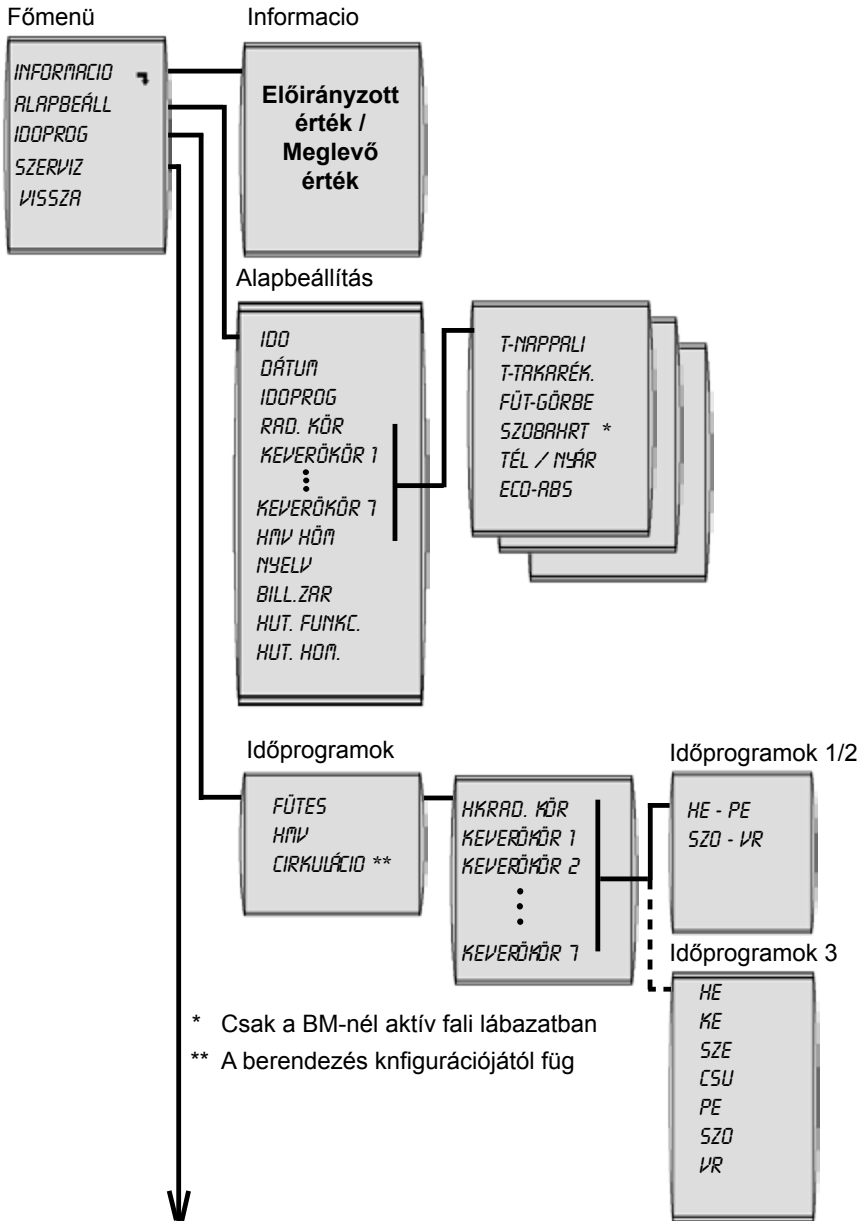 Főmenü
INFORMACIO
ALAPBEÁLL
IDOPROG
SZERVIZ
VISSZA
Informacio
Előirányzott
érték /
Meglevő
érték
Alapbeállítás
IDO
DÁTUM
IDOPROG
RAD. KÖR
KEVERÖKÖR 1
KEVERÖKÖR 7
HMV HÖM
NYELV
BILL.ZAR
HUT. FUNKC.
HUT. HOM.
T-NAPPALI
T-TAKARÉK.
FÜT-GÖRBE
SZOBAHAT *
TÉL / NYÁR
ECO-ABS
Időprogramok
FÜTES
HMV
CIRKULÁCIO **
HKRAD. KÖR
KEVERÖKÖR 1
KEVERÖKÖR 2
KEVERÖKÖR 7
Időprogramok 1/2
HE - PE
SZO - VA
Időprogramok 3
HE
KE
SZE
CSU
PE
SZO
VA
* Csak a BM-nél aktív fali lábazatban
** A berendezés knfigurációjától füg